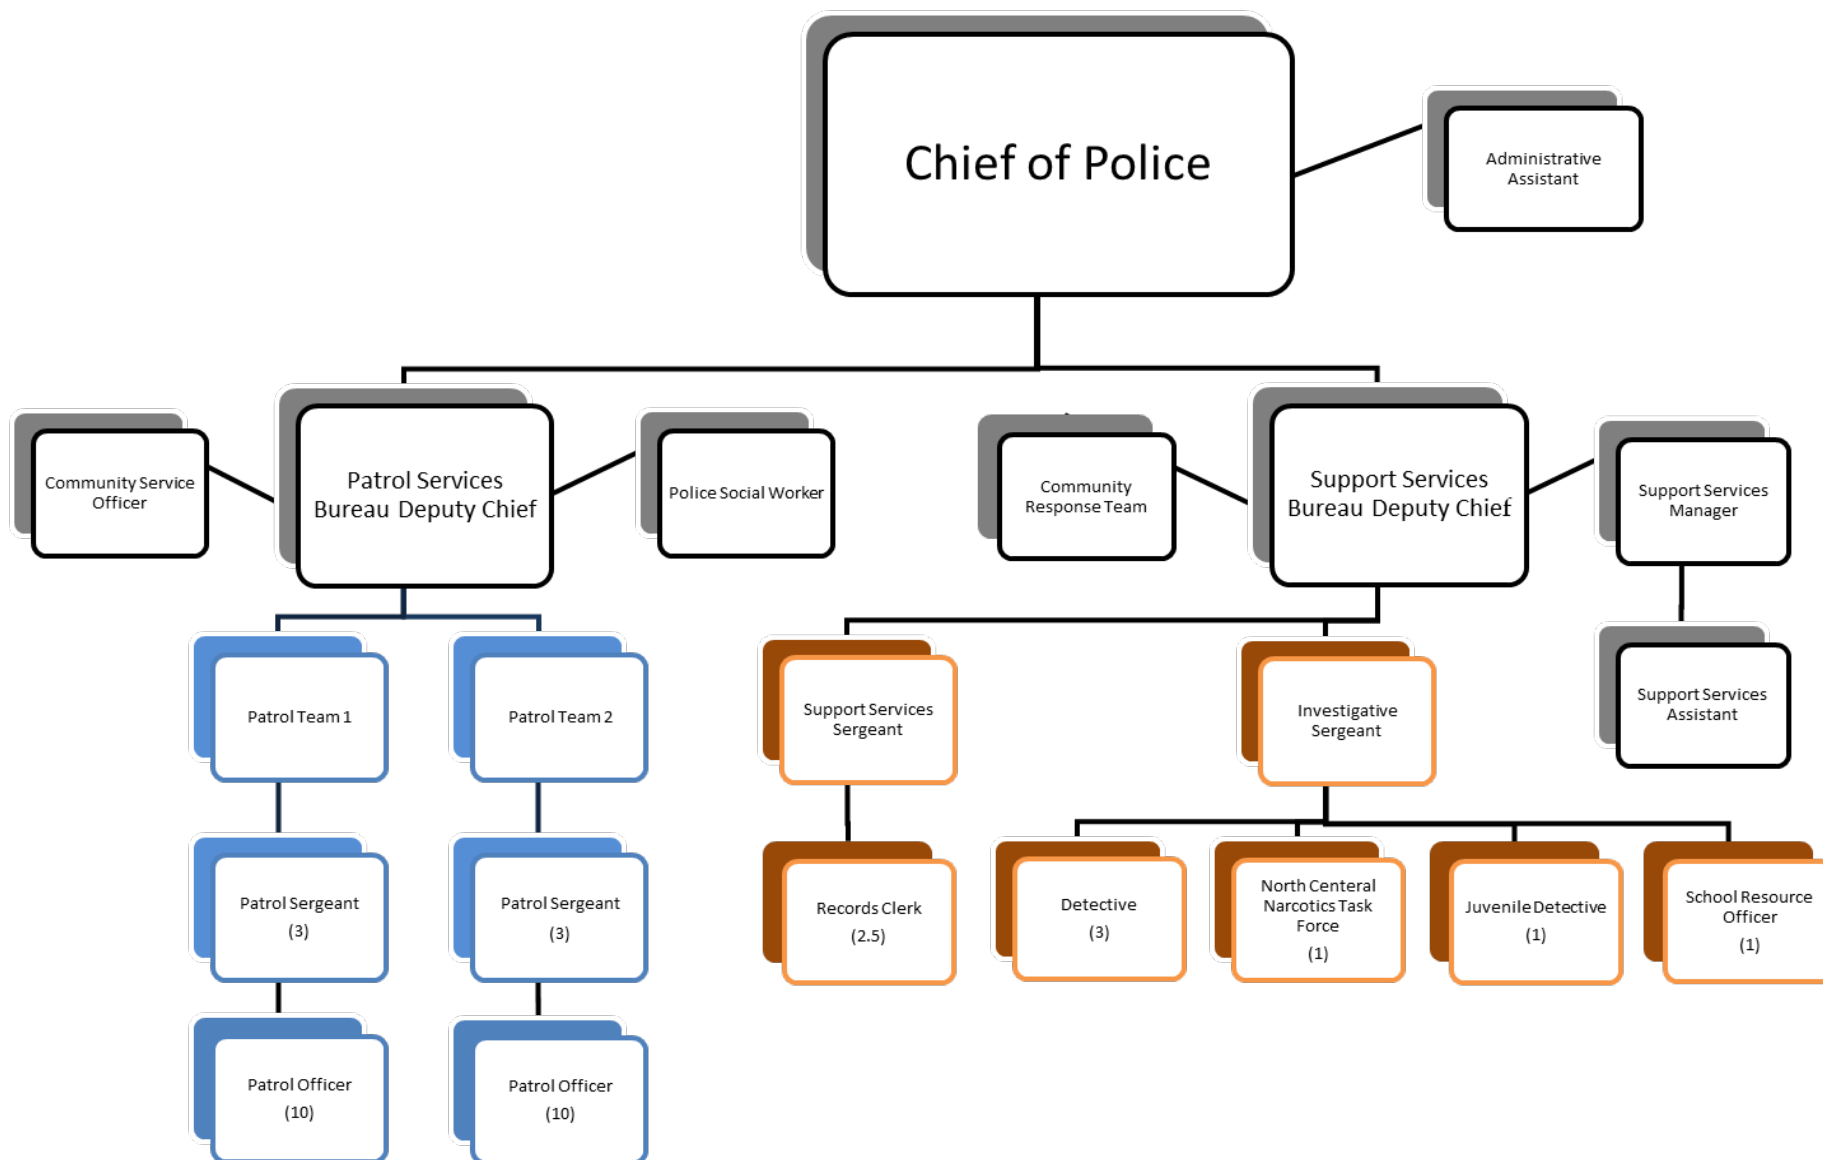 Chief of Police
Administrative
Assistant
Community Service
Officer
Patrol Services
Bureau Deputy Chief
Police Social Worker
Community
Response Team
Support Services
Bureau Deputy Chief
Support Services
Manager
Patrol Team 1
Patrol Team 2
Support Services
Sergeant
Investigative
Sergeant
Support Services
Assistant
Patrol Sergeant
(3)
Patrol Sergeant
(3)
Records Clerk
(2.5)
Detective
(3)
North Centeral
Narcotics Task
Force
(1)
Juvenile Detective
(1)
School Resource
Officer
(1)
Patrol Officer
(10)
Patrol Officer
(10)